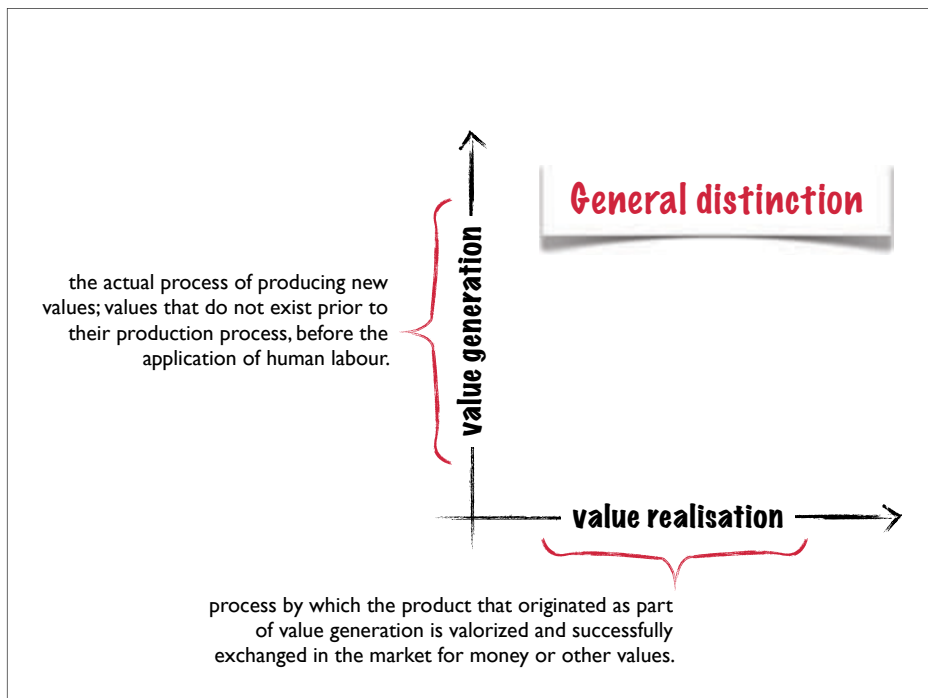 General distinction
the actual process of producing new
values; values that do not exist prior to
their production process, before the
application of human labour.
value generation
value realisation
process by which the product that originated as part
of value generation is valorized and successfully
exchanged in the market for money or other values.